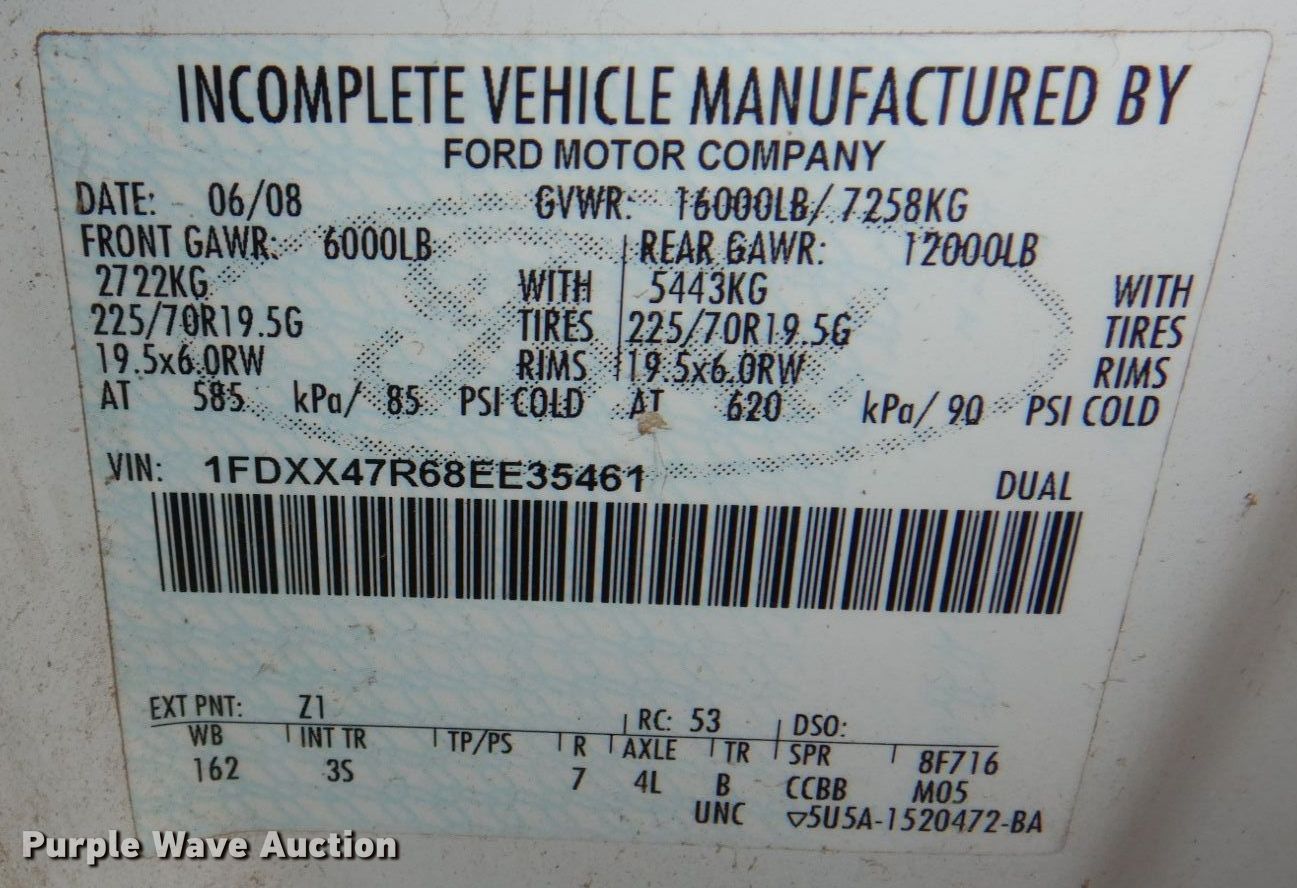 INCOMPLETE VEHICLE MANUFACTURED BY
FORD MOTOR COMPANY
DATE: 06/08 GVWR: 16000LB/ 7258KG
FRONT GAWR: 6000LB REAR GAWR: 12000LB
2722KG WITH 5443KG WITH
225/70R19.5G TIRES 225/70R19.5G TIRES
19.5x6.0RW RIMS 19.5x6.0RW RIMS
AT 585 kPa/ 85 PSI COLD AT 620 kPa/ 90 PSI COLD
VIN: 1FDXX47R68EE35461 DUAL
EXT PNT: Z1 RC: 53 DSO:
WB INT TR TP/PS R AXLE TR SPR 8F716
162 3S 7 4L B CCBB M05
UNC ▽5U5A-1520472-BA
Purple Wave Auction